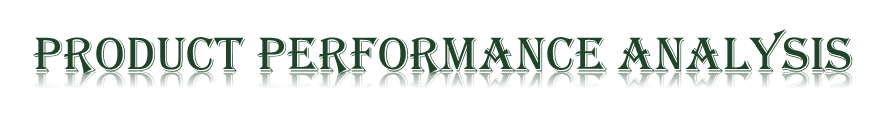 PRODUCT PERFORMANCE ANALYSIS